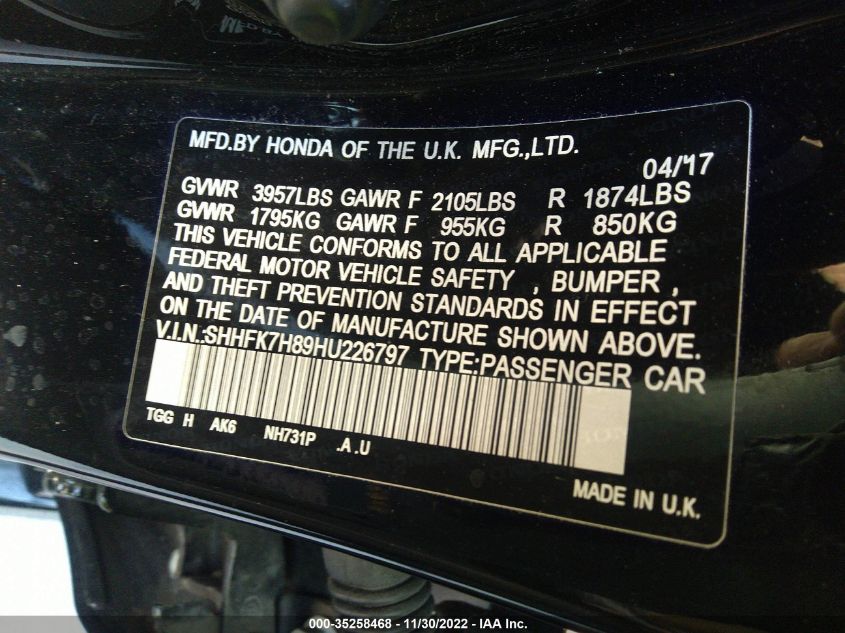 MFD.BY HONDA OF THE U.K. MFG.,LTD.
04/17
GVWR 3957LBS GAWR F 2105LBS R 1874LBS
GVWR 1795KG GAWR F 955KG R 850KG
THIS VEHICLE CONFORMS TO ALL APPLICABLE
FEDERAL MOTOR VEHICLE SAFETY , BUMPER ,
AND THEFT PREVENTION STANDARDS IN EFFECT
ON THE DATE OF MANUFACTURE SHOWN ABOVE.
V.I.N.:SHHFK7H89HU226797 TYPE:PASSENGER CAR
TGG H AK6 NH731P .A .U
MADE IN U.K.
000-35258468 - 11/30/2022 - IAA Inc.